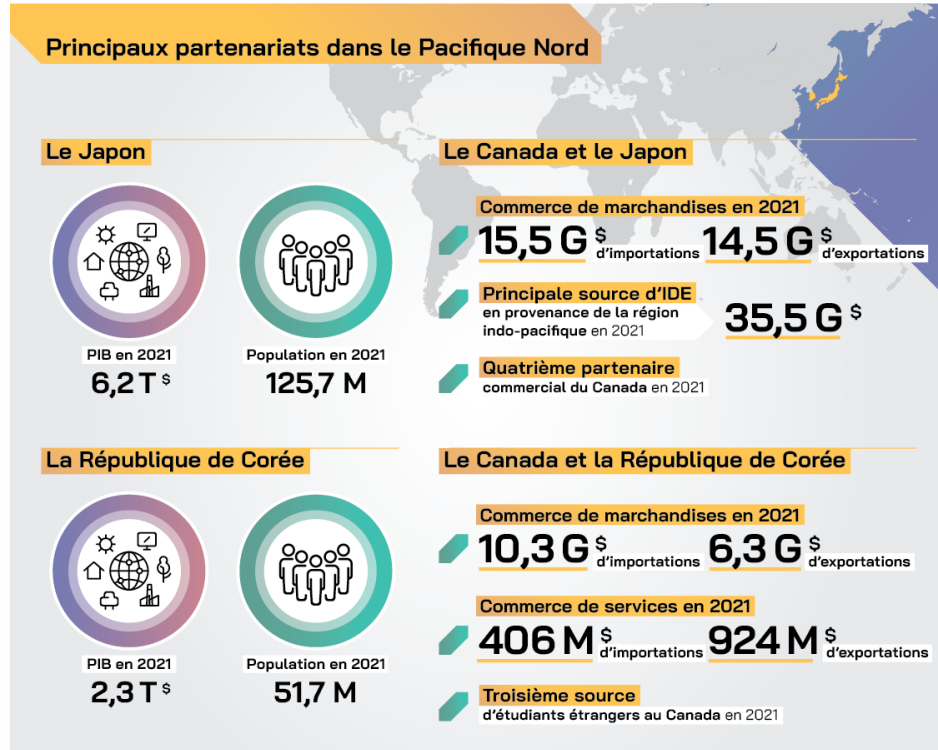 Principaux partenariats dans le Pacifique Nord
Le Japon
PIB en 2021
6,2 T $
Population en 2021
125,7 M
Le Canada et le Japon
Commerce de marchandises en 2021
15,5 G $ d'importations 14,5 G $ d'exportations
Principale source d'IDE
en provenance de la région
indo-pacifique en 2021
35,5 G $
Quatrième partenaire
commercial du Canada en 2021
La République de Corée
PIB en 2021
2,3 T $
Population en 2021
51,7 M
Le Canada et la République de Corée
Commerce de marchandises en 2021
10,3 G $ d'importations 6,3 G $ d'exportations
Commerce de services en 2021
406 M $ d'importations 924 M $ d'exportations
Troisième source
d'étudiants étrangers au Canada en 2021